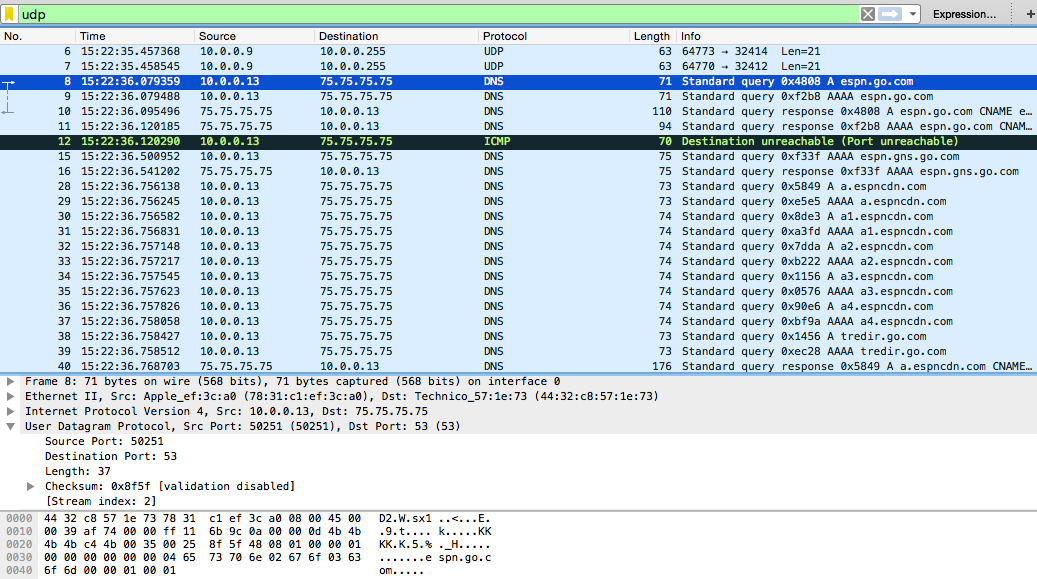 udp Expression... +
No. Time Source Destination Protocol Length Info
6 15:22:35.457368 10.0.0.9 10.0.0.255 UDP 63 64773 → 32414 Len=21
7 15:22:35.458545 10.0.0.9 10.0.0.255 UDP 63 64770 → 32412 Len=21
8 15:22:36.079359 10.0.0.13 75.75.75.75 DNS 71 Standard query 0x4808 A espn.go.com
9 15:22:36.079488 10.0.0.13 75.75.75.75 DNS 71 Standard query 0xf2b8 AAAA espn.go.com
10 15:22:36.095496 75.75.75.75 10.0.0.13 DNS 110 Standard query response 0x4808 A espn.go.com CNAME e…
11 15:22:36.120185 75.75.75.75 10.0.0.13 DNS 94 Standard query response 0xf2b8 AAAA espn.go.com CNAM…
12 15:22:36.120290 10.0.0.13 75.75.75.75 ICMP 70 Destination unreachable (Port unreachable)
15 15:22:36.500952 10.0.0.13 75.75.75.75 DNS 75 Standard query 0xf33f AAAA espn.gns.go.com
16 15:22:36.541202 75.75.75.75 10.0.0.13 DNS 75 Standard query response 0xf33f AAAA espn.gns.go.com
28 15:22:36.756138 10.0.0.13 75.75.75.75 DNS 73 Standard query 0x5849 A a.espncdn.com
29 15:22:36.756245 10.0.0.13 75.75.75.75 DNS 73 Standard query 0xe5e5 AAAA a.espncdn.com
30 15:22:36.756582 10.0.0.13 75.75.75.75 DNS 74 Standard query 0x8de3 A a1.espncdn.com
31 15:22:36.756831 10.0.0.13 75.75.75.75 DNS 74 Standard query 0xa3fd AAAA a1.espncdn.com
32 15:22:36.757148 10.0.0.13 75.75.75.75 DNS 74 Standard query 0x7dda A a2.espncdn.com
33 15:22:36.757217 10.0.0.13 75.75.75.75 DNS 74 Standard query 0xb222 AAAA a2.espncdn.com
34 15:22:36.757545 10.0.0.13 75.75.75.75 DNS 74 Standard query 0x1156 A a3.espncdn.com
35 15:22:36.757623 10.0.0.13 75.75.75.75 DNS 74 Standard query 0x0576 AAAA a3.espncdn.com
36 15:22:36.757826 10.0.0.13 75.75.75.75 DNS 74 Standard query 0x90e6 A a4.espncdn.com
37 15:22:36.758058 10.0.0.13 75.75.75.75 DNS 74 Standard query 0xbf9a AAAA a4.espncdn.com
38 15:22:36.758427 10.0.0.13 75.75.75.75 DNS 73 Standard query 0x1456 A tredir.go.com
39 15:22:36.758512 10.0.0.13 75.75.75.75 DNS 73 Standard query 0xec28 AAAA tredir.go.com
40 15:22:36.768703 75.75.75.75 10.0.0.13 DNS 176 Standard query response 0x5849 A a.espncdn.com CNAME…
Frame 8: 71 bytes on wire (568 bits), 71 bytes captured (568 bits) on interface 0
Ethernet II, Src: Apple_ef:3c:a0 (78:31:c1:ef:3c:a0), Dst: Technico_57:1e:73 (44:32:c8:57:1e:73)
Internet Protocol Version 4, Src: 10.0.0.13, Dst: 75.75.75.75
User Datagram Protocol, Src Port: 50251 (50251), Dst Port: 53 (53)
Source Port: 50251
Destination Port: 53
Length: 37
Checksum: 0x8f5f [validation disabled]
[Stream index: 2]
0000 44 32 c8 57 1e 73 78 31 c1 ef 3c a0 08 00 45 00 D2.W.sx1 ..<...E.
0010 00 39 af 74 00 00 ff 11 6b 9c 0a 00 00 0d 4b 4b .9.t.... k.....KK
0020 4b 4b c4 4b 00 35 00 25 8f 5f 48 08 01 00 00 01 KK.K.5.% ._H.....
0030 00 00 00 00 00 00 04 65 73 70 6e 02 67 6f 03 63 .......e spn.go.c
0040 6f 6d 00 00 01 00 01 om.....